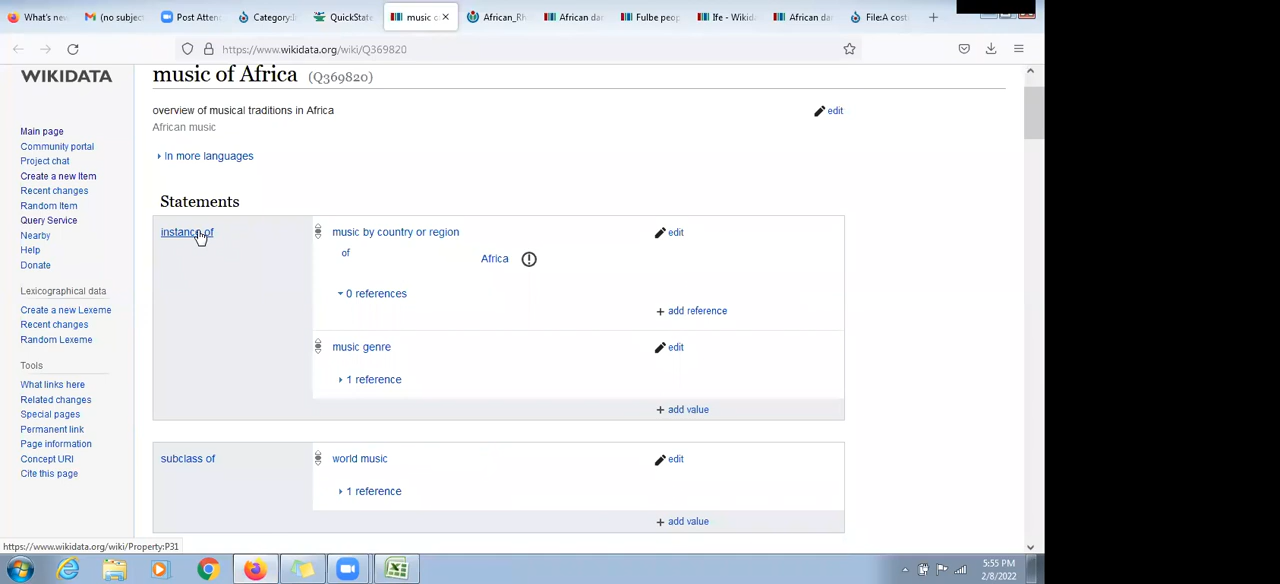 What's new
(no subject
Post Atten
Category:
QuickState
music o
African_Rh
African dan
Fulbe peop
Ife - Wikid
African dan
File:A cost
https://www.wikidata.org/wiki/Q369820
WIKIDATA
Main page
Community portal
Project chat
Create a new Item
Recent changes
Random Item
Query Service
Nearby
Help
Donate
Lexicographical data
Create a new Lexeme
Recent changes
Random Lexeme
Tools
What links here
Related changes
Special pages
Permanent link
Page information
Concept URI
Cite this page
music of Africa (Q369820)
overview of musical traditions in Africa
edit
African music
In more languages
Statements
instance of
music by country or region
edit
of
Africa
0 references
+ add reference
music genre
edit
1 reference
+ add value
subclass of
world music
edit
1 reference
+ add value
https://www.wikidata.org/wiki/Property:P31
5:55 PM
2/8/2022